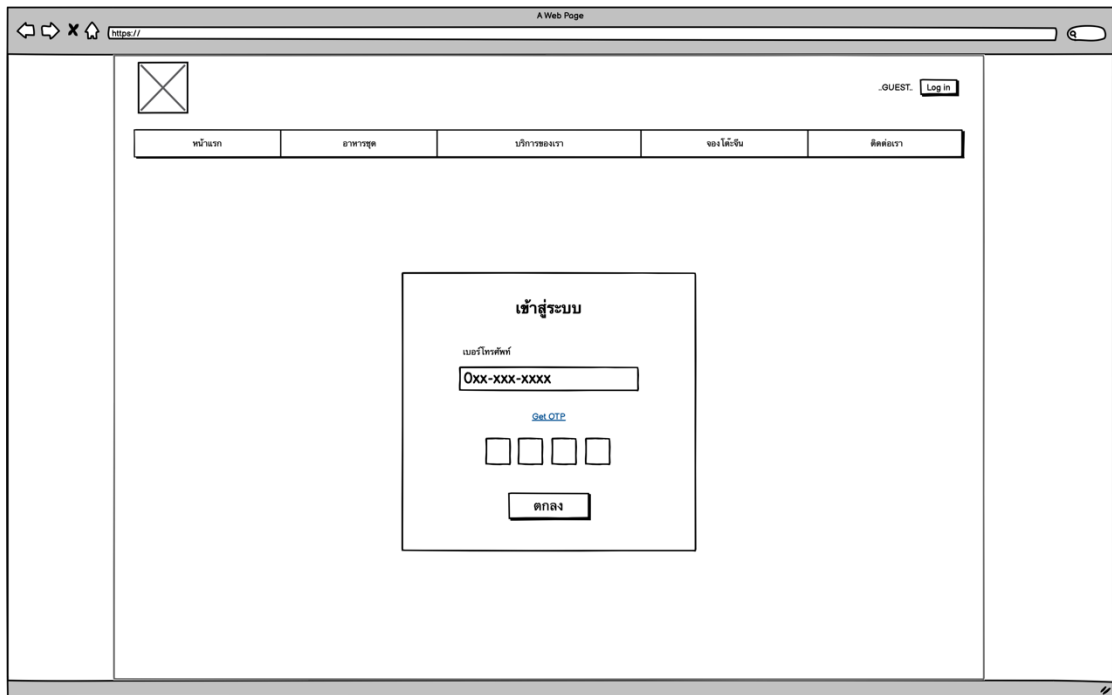 A Web Page
https://
..GUEST.. Log in
หน้าแรก อาหารชุด บริการของเรา จองโต๊ะจีน ติดต่อเรา
เข้าสู่ระบบ
เบอร์โทรศัพท์
0xx-xxx-xxxx
Get OTP
ตกลง